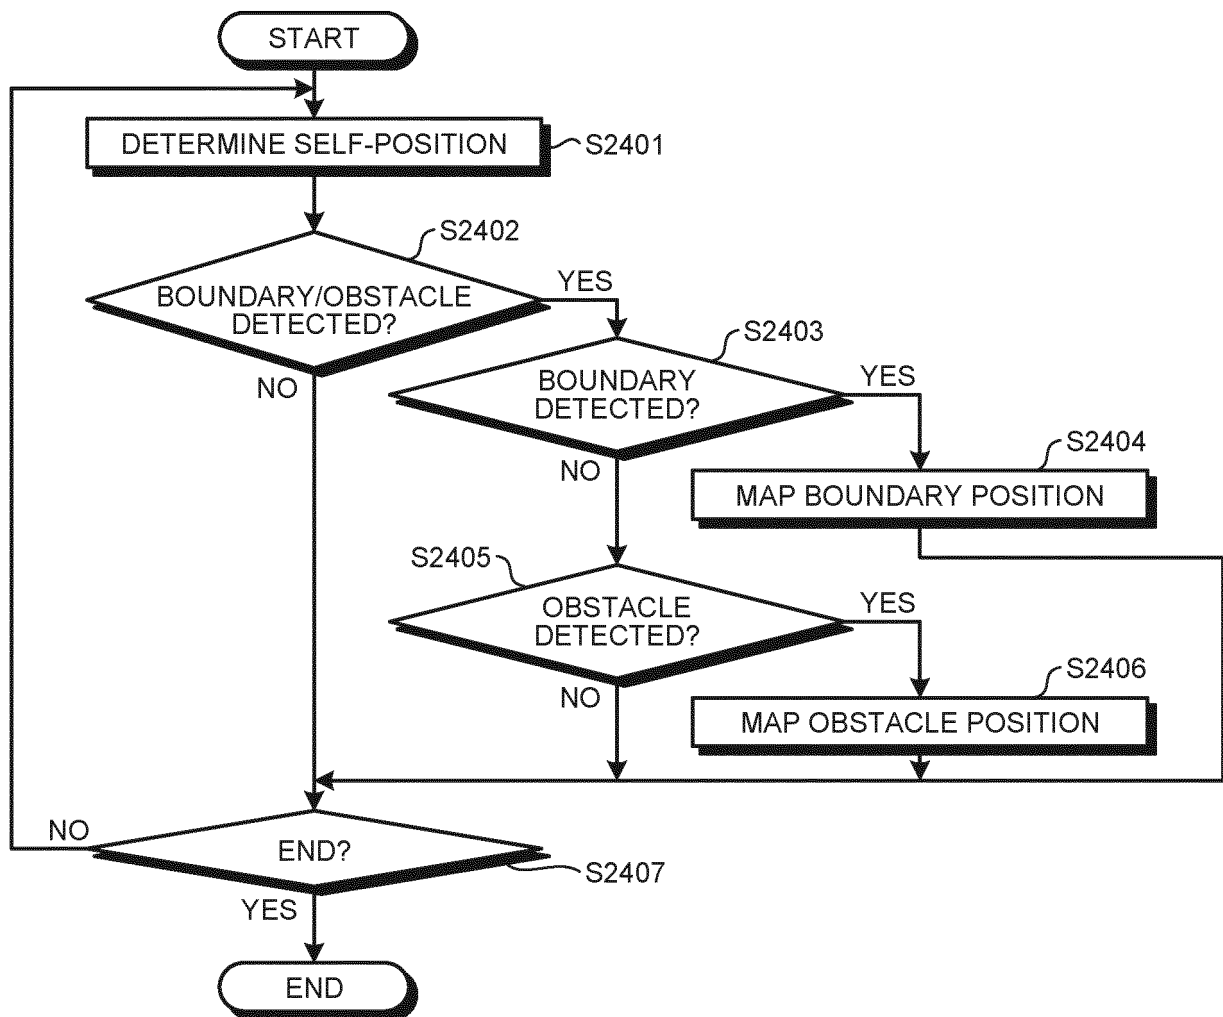 START
DETERMINE SELF-POSITION
S2401
S2402
BOUNDARY/OBSTACLE
DETECTED?
YES
NO
S2403
BOUNDARY
DETECTED?
YES
NO
S2404
MAP BOUNDARY POSITION
S2405
OBSTACLE
DETECTED?
YES
NO
S2406
MAP OBSTACLE POSITION
NO
END?
S2407
YES
END